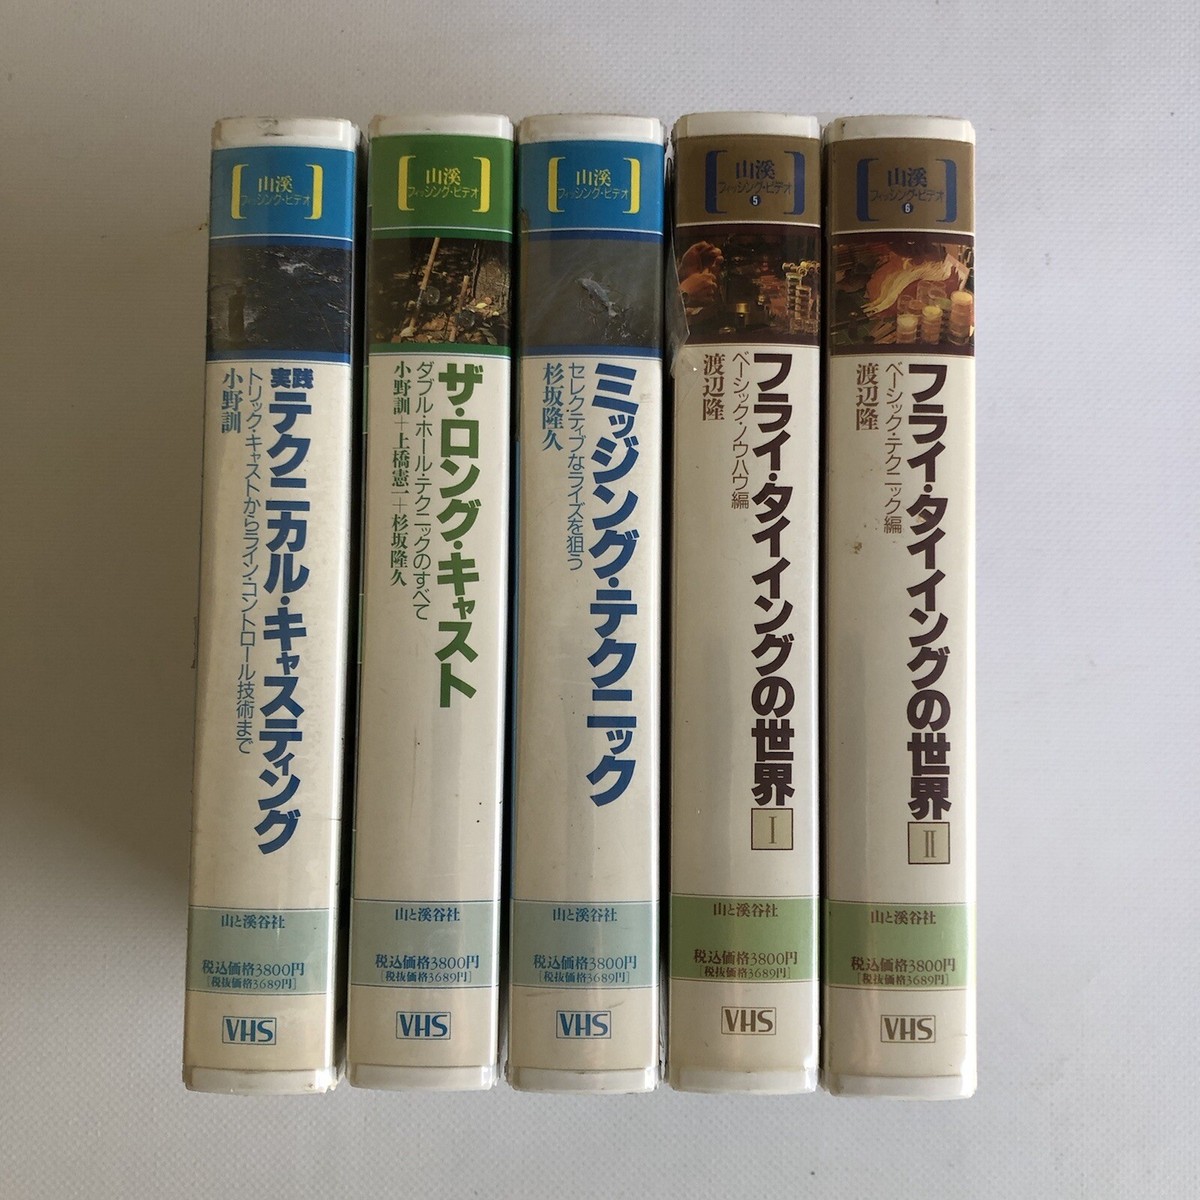 山溪
フィッシング・ビデオ
実践
テクニカル・キャスティング
トリック・キャストからライン・コントロール技術まで
小野訓
山と溪谷社
税込価格3800円
[税抜価格3689円]
VHS
山溪
フィッシング・ビデオ
ザ・ロング・キャスト
ダブル・ホール・テクニックのすべて
小野訓+上橋憲一+杉坂隆久
山と溪谷社
税込価格3800円
[税抜価格3689円]
VHS
山溪
フィッシング・ビデオ
ミッジング・テクニック
セレクティブなライズを狙う
杉坂隆久
山と溪谷社
税込価格3800円
[税抜価格3689円]
VHS
山溪
フィッシング・ビデオ
5
フライ・タイイングの世界 I
ベーシック・ノウハウ編
渡辺隆
山と溪谷社
税込価格3800円
[税抜価格3689円]
VHS
山溪
フィッシング・ビデオ
6
フライ・タイイングの世界 II
ベーシック・テクニック編
渡辺隆
山と溪谷社
税込価格3800円
[税抜価格3689円]
VHS